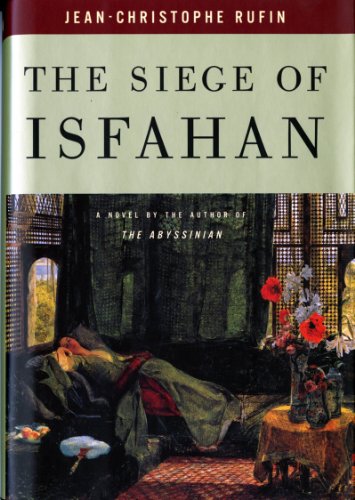 JEAN-CHRISTOPHE RUFIN
THE SIEGE OF
ISFAHAN
A NOVEL BY THE AUTHOR OF
THE ABYSSINIAN